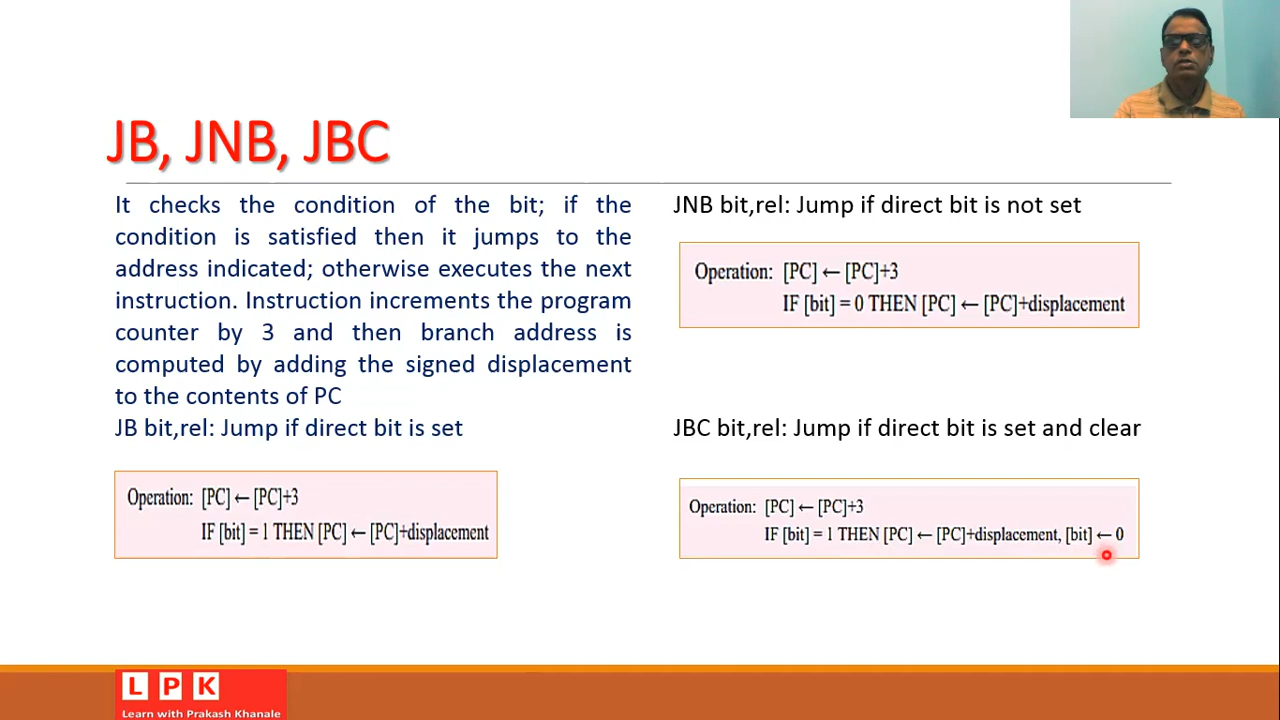 JB, JNB, JBC
It checks the condition of the bit; if the
condition is satisfied then it jumps to the
address indicated; otherwise executes the next
instruction. Instruction increments the program
counter by 3 and then branch address is
computed by adding the signed displacement
to the contents of PC
JB bit,rel: Jump if direct bit is set
Operation: [PC] ← [PC]+3
IF [bit] = 1 THEN [PC] ← [PC]+displacement
JNB bit,rel: Jump if direct bit is not set
Operation: [PC] ← [PC]+3
IF [bit] = 0 THEN [PC] ← [PC]+displacement
JBC bit,rel: Jump if direct bit is set and clear
Operation: [PC] ← [PC]+3
IF [bit] = 1 THEN [PC] ← [PC]+displacement, [bit] ← 0
L P K
Learn with Prakash Khanale